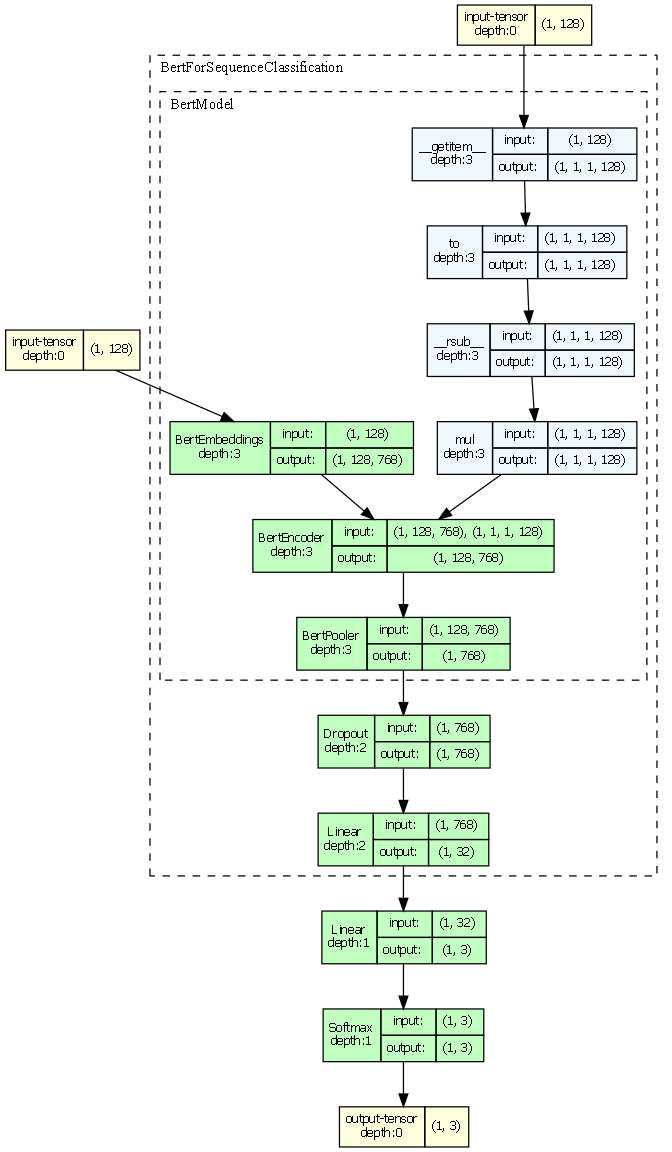 input-tensor
depth:0
(1, 128)
BertForSequenceClassification
BertModel
__getitem__
depth:3
input:
(1, 128)
output:
(1, 1, 1, 128)
to
depth:3
input:
(1, 1, 1, 128)
output:
(1, 1, 1, 128)
__rsub__
depth:3
input:
(1, 1, 1, 128)
output:
(1, 1, 1, 128)
input-tensor
depth:0
(1, 128)
BertEmbeddings
depth:3
input:
(1, 128)
output:
(1, 128, 768)
mul
depth:3
input:
(1, 1, 1, 128)
output:
(1, 1, 1, 128)
BertEncoder
depth:3
input:
(1, 128, 768), (1, 1, 1, 128)
output:
(1, 128, 768)
BertPooler
depth:3
input:
(1, 128, 768)
output:
(1, 768)
Dropout
depth:2
input:
(1, 768)
output:
(1, 768)
Linear
depth:2
input:
(1, 768)
output:
(1, 32)
Linear
depth:1
input:
(1, 32)
output:
(1, 3)
Softmax
depth:1
input:
(1, 3)
output:
(1, 3)
output-tensor
depth:0
(1, 3)